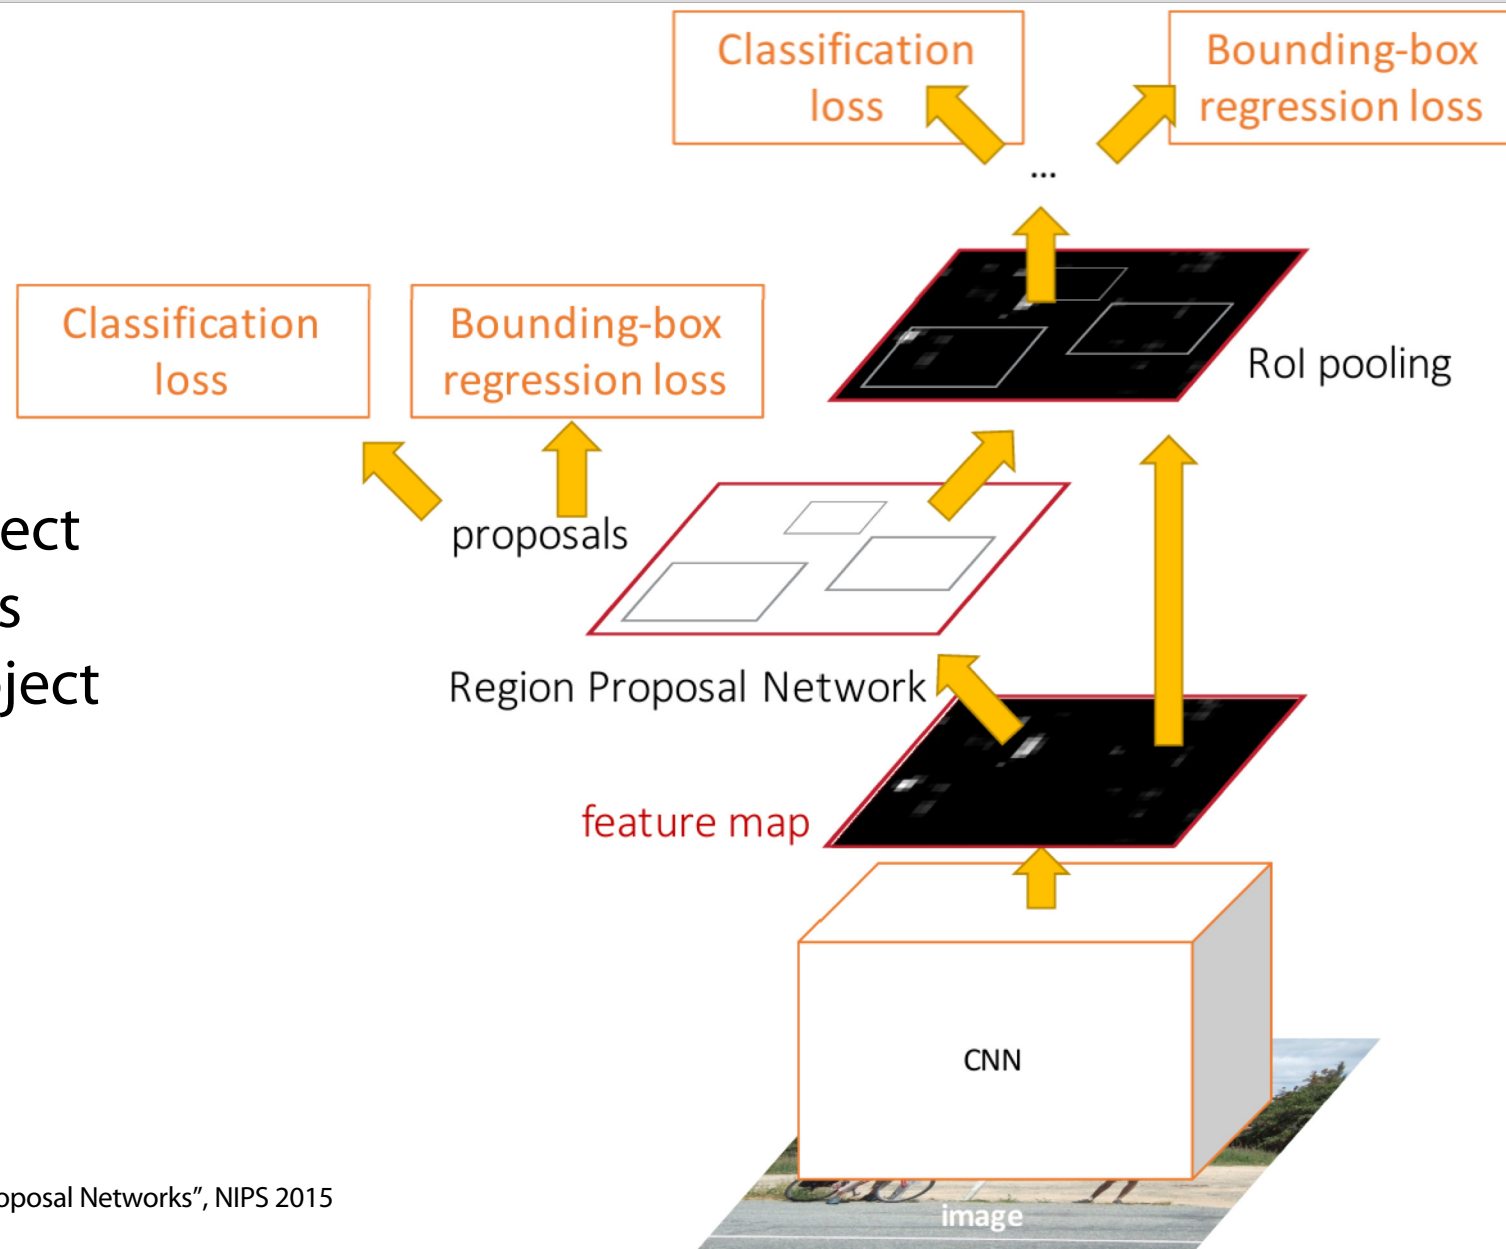 Classification
loss
Bounding-box
regression loss
...
Classification
loss
Bounding-box
regression loss
RoI pooling
proposals
ect
s
ject
Region Proposal Network
feature map
CNN
image
oposal Networks”, NIPS 2015